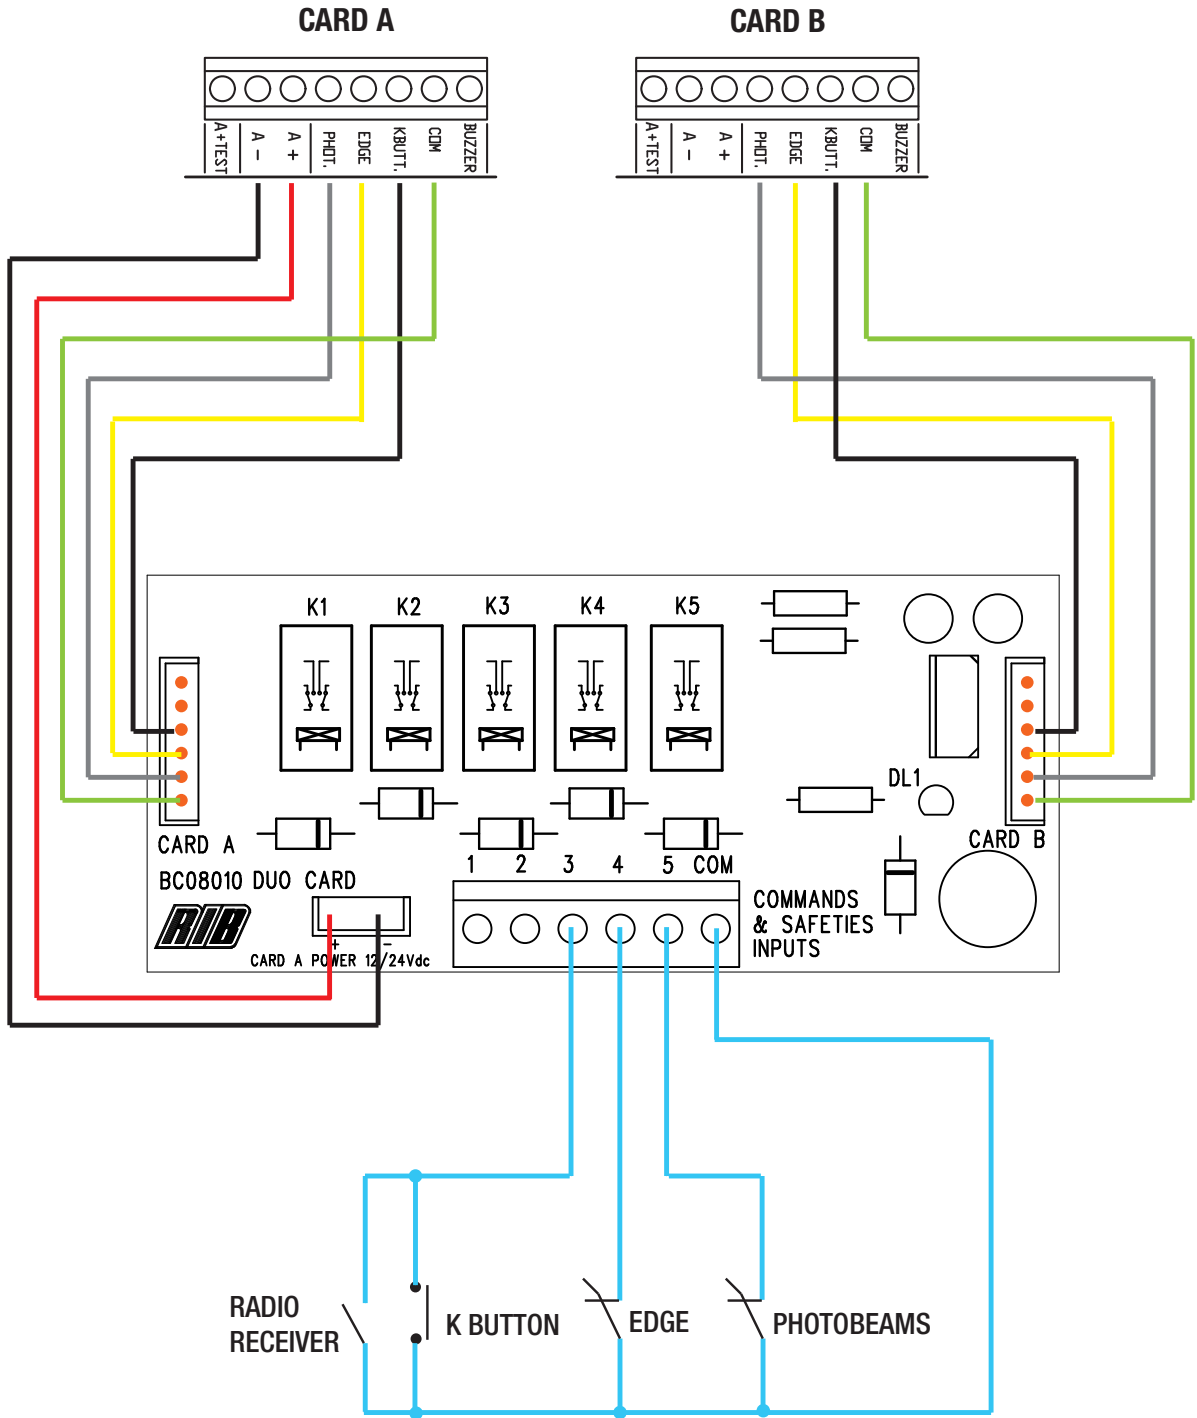 CARD A
CARD B
A+TEST
A -
A +
PHOT.
EDGE
KBUTT.
COM
BUZZER
A+TEST
A -
A +
PHOT.
EDGE
KBUTT.
COM
BUZZER
K1
K2
K3
K4
K5
DL1
CARD A
CARD B
BC08010 DUO CARD
1 2 3 4 5 COM
RIB
COMMANDS
& SAFETIES
INPUTS
+ -
CARD A POWER 12/24Vdc
RADIO
RECEIVER
K BUTTON
EDGE
PHOTOBEAMS